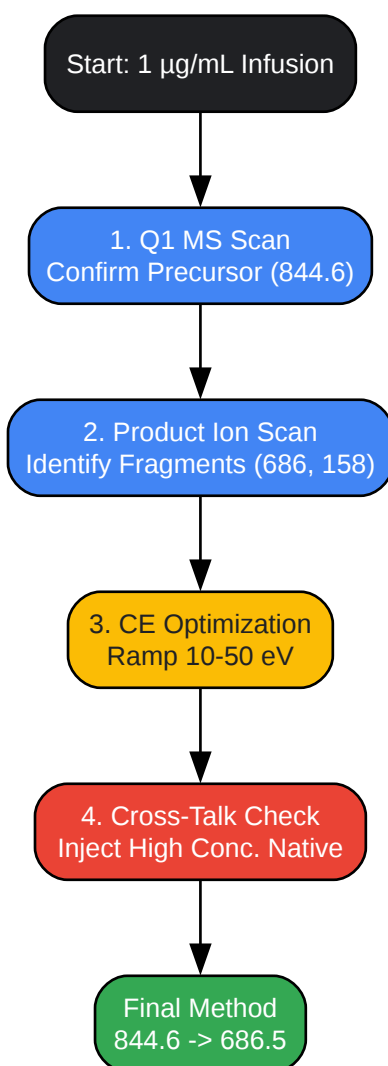 Start: 1 µg/mL Infusion
1. Q1 MS Scan
Confirm Precursor (844.6)
2. Product Ion Scan
Identify Fragments (686, 158)
3. CE Optimization
Ramp 10-50 eV
4. Cross-Talk Check
Inject High Conc. Native
Final Method
844.6 -> 686.5